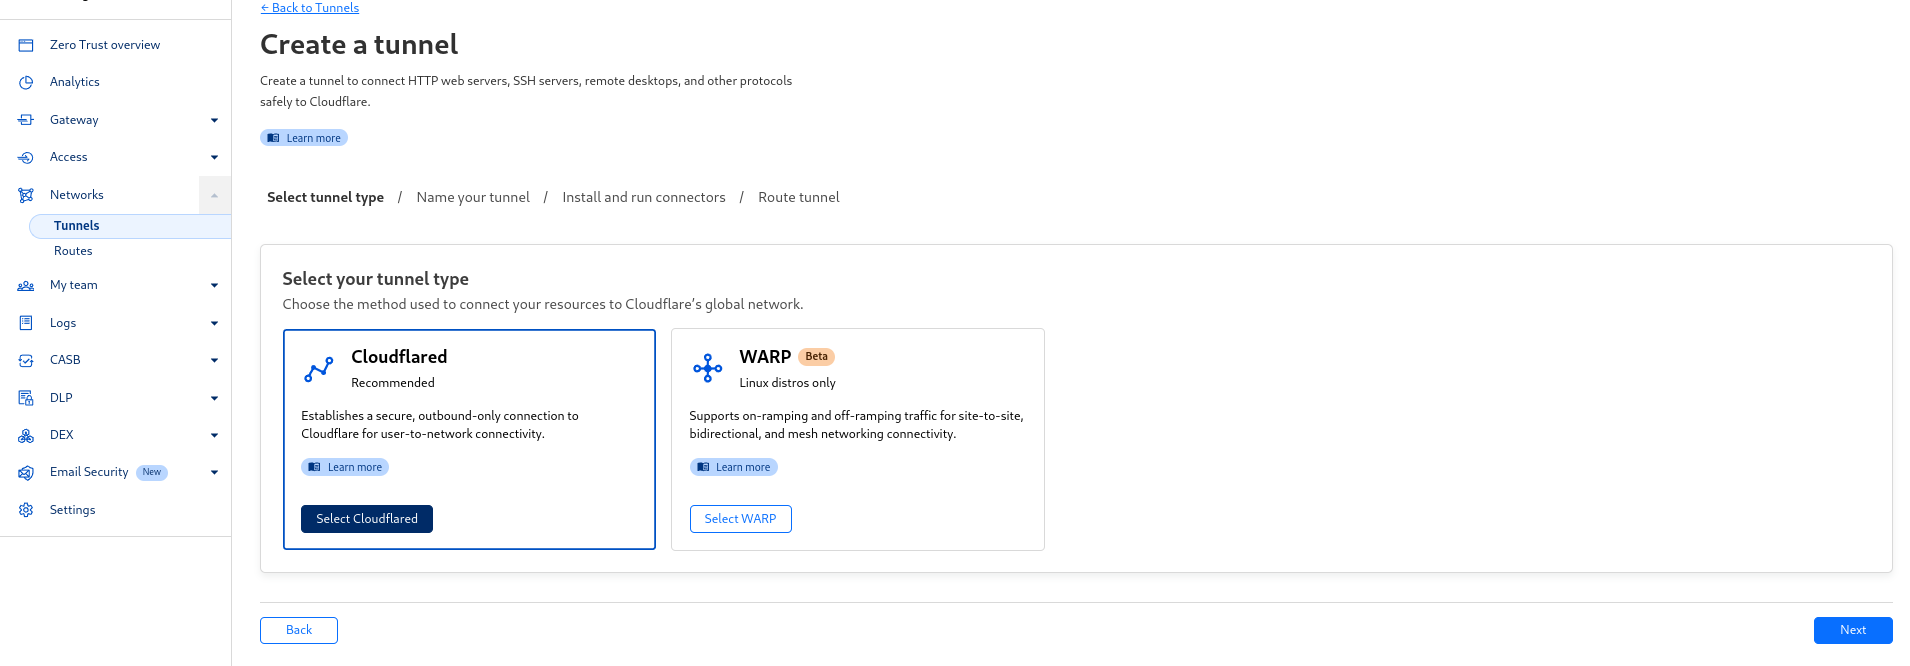 ← Back to Tunnels
Create a tunnel
Create a tunnel to connect HTTP web servers, SSH servers, remote desktops, and other protocols
safely to Cloudflare.
Learn more
Zero Trust overview
Analytics
Gateway
Access
Networks
Tunnels
Routes
My team
Logs
CASB
DLP
DEX
Email Security New
Settings
Select tunnel type / Name your tunnel / Install and run connectors / Route tunnel
Select your tunnel type
Choose the method used to connect your resources to Cloudflare's global network.
Cloudflared
Recommended
Establishes a secure, outbound-only connection to
Cloudflare for user-to-network connectivity.
Learn more
Select Cloudflared
WARP Beta
Linux distros only
Supports on-ramping and off-ramping traffic for site-to-site,
bidirectional, and mesh networking connectivity.
Learn more
Select WARP
Back
Next